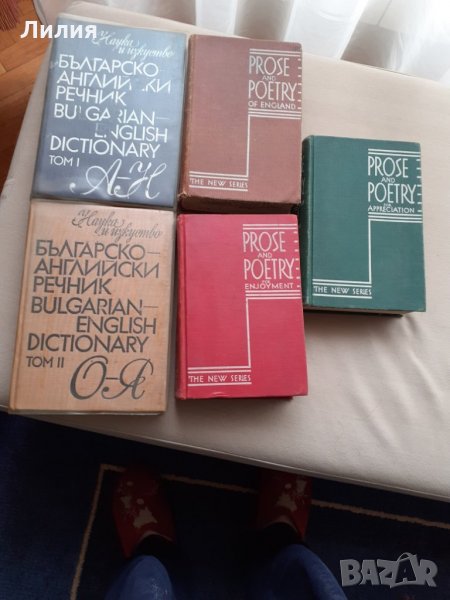 Лилия
Наука и изкуство
БЪЛГАРСКО-
АНГЛИЙСКИ
РЕЧНИК
BULGARIAN-
ENGLISH
DICTIONARY
ТОМ I
А-Н
PROSE
AND
POETRY
OF ENGLAND
THE NEW SERIES
PROSE
AND
POETRY
FOR
APPRECIATION
THE NEW SERIES
Наука и изкуство
БЪЛГАРСКО-
АНГЛИЙСКИ
РЕЧНИК
BULGARIAN-
ENGLISH
DICTIONARY
ТОМ II
О-Я
PROSE
AND
POETRY
FOR
ENJOYMENT
THE NEW SERIES
BAZAR